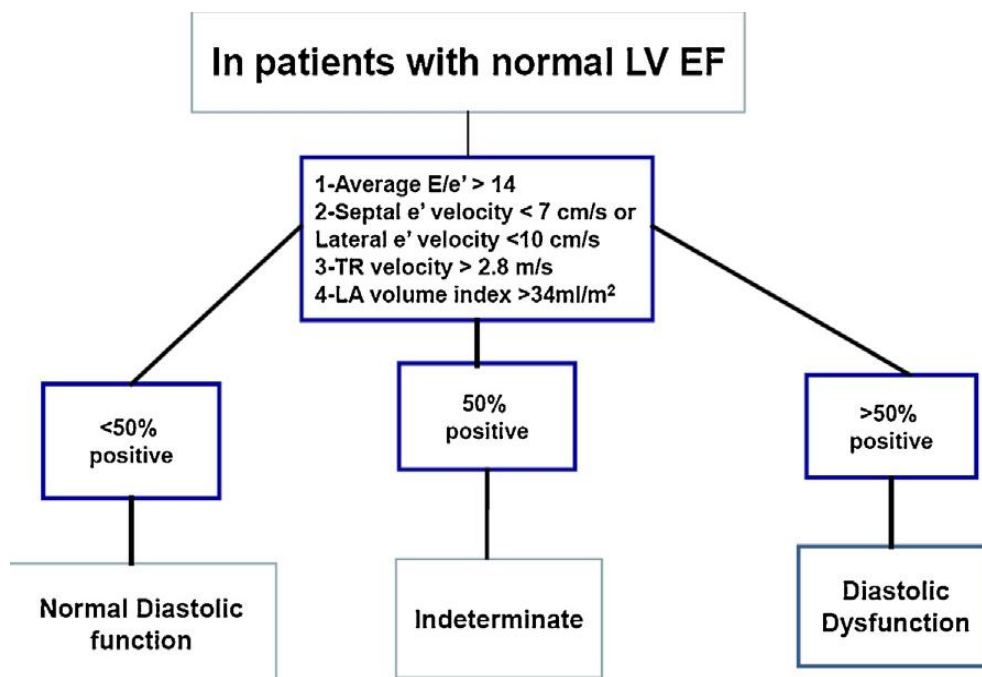 In patients with normal LV EF
1-Average E/e’ > 14
2-Septal e’ velocity < 7 cm/s or
Lateral e’ velocity <10 cm/s
3-TR velocity > 2.8 m/s
4-LA volume index >34ml/m²
<50%
positive
50%
positive
>50%
positive
Normal Diastolic
function
Indeterminate
Diastolic
Dysfunction